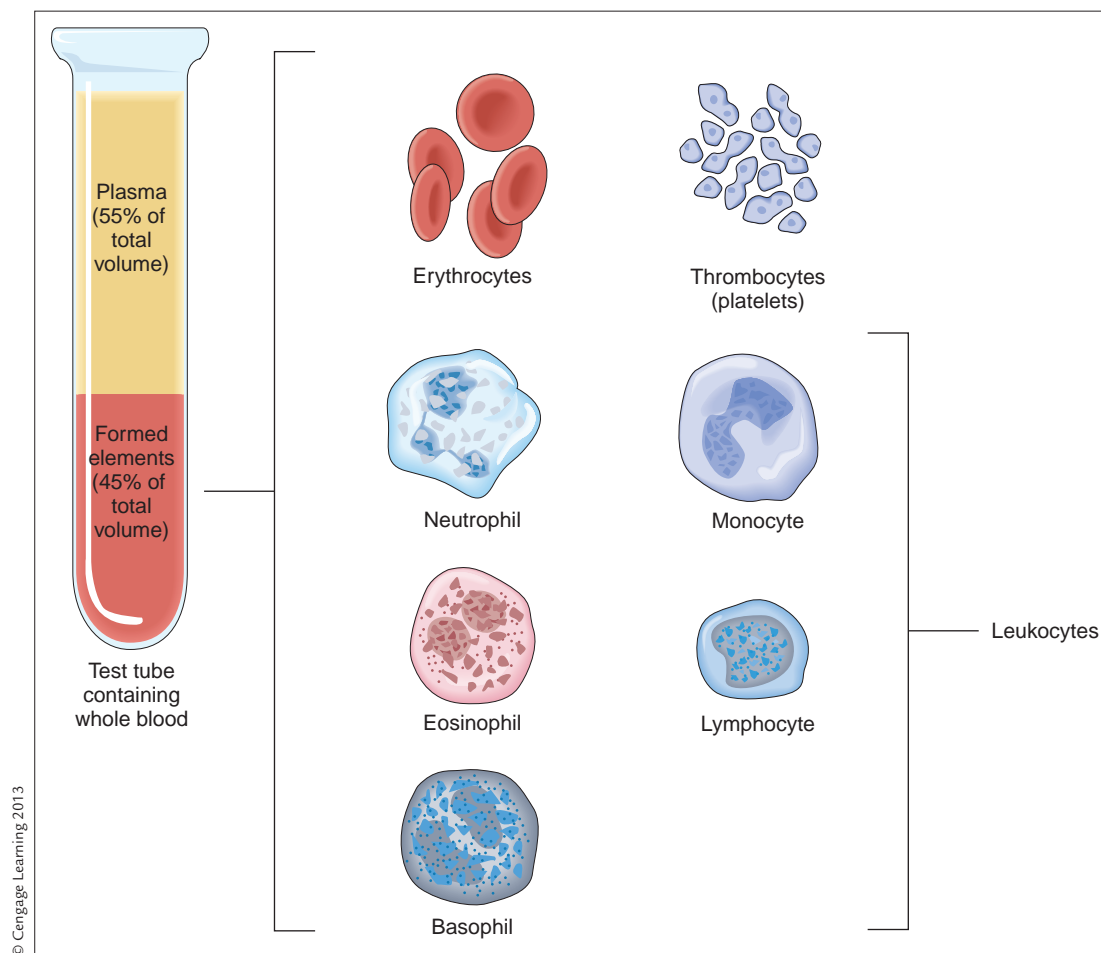 Plasma
(55% of
total
volume)
Formed
elements
(45% of
total
volume)
Test tube
containing
whole blood
Erythrocytes
Thrombocytes
(platelets)
Neutrophil
Monocyte
Eosinophil
Lymphocyte
Basophil
Leukocytes
© Cengage Learning 2013